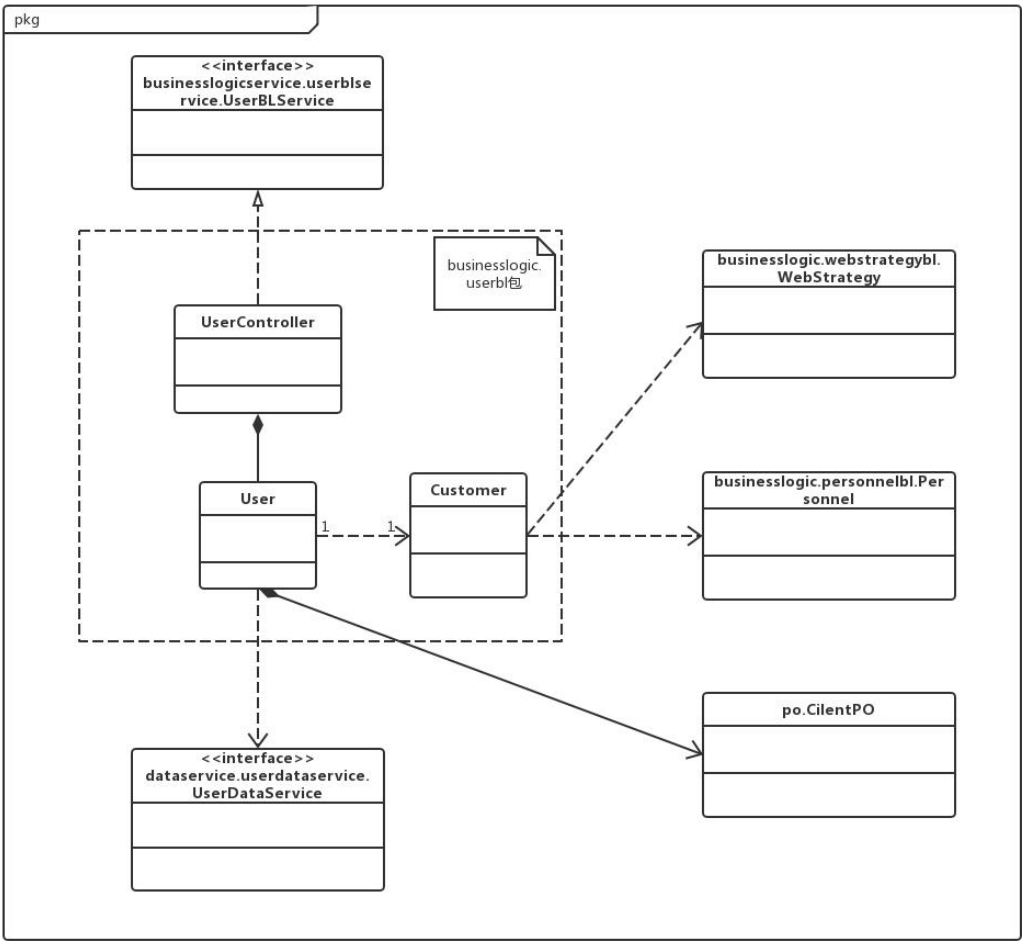 pkg
<<interface>>
businesslogicservice.userblse
rvice.UserBLService
businesslogic.
userbl包
businesslogic.webstrategybl.
WebStrategy
UserController
User
1
1
Customer
businesslogic.personnelbl.Per
sonnel
po.CilentPO
<<interface>>
dataservice.userdataservice.
UserDataService